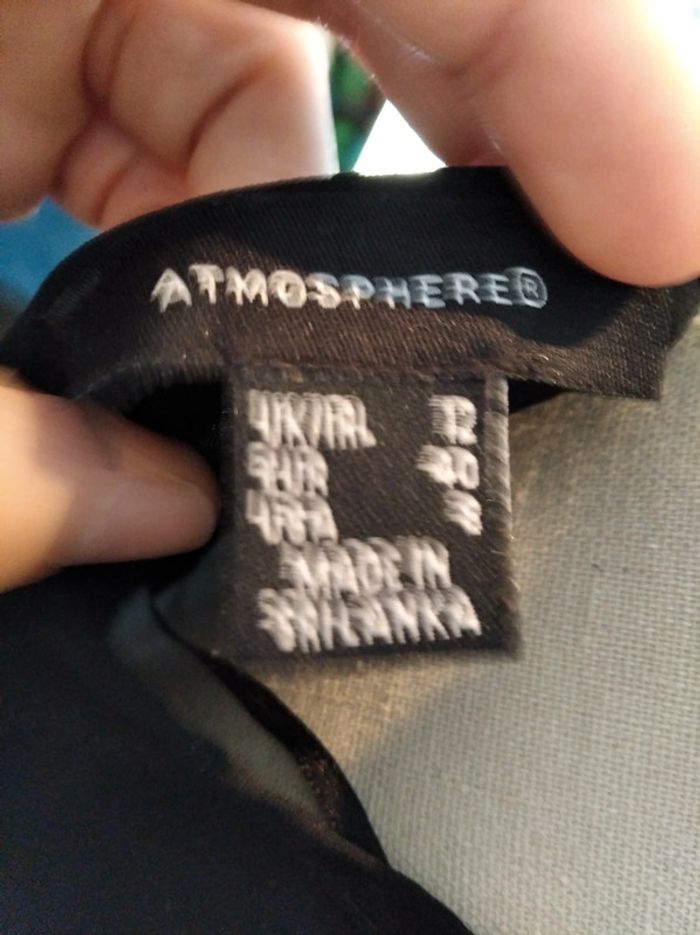 ATMOSPHERE®
UK/IRL 12
EUR 40
USA 8
MADE IN
SRI LANKA